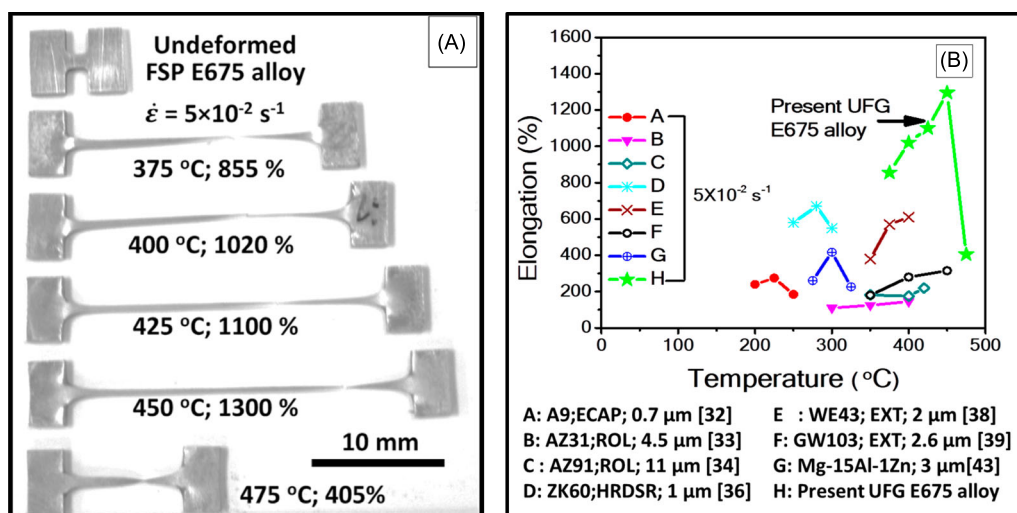 (A)
Undeformed
FSP E675 alloy
ε̇ = 5×10⁻² s⁻¹
375 °C; 855 %
400 °C; 1020 %
425 °C; 1100 %
450 °C; 1300 %
10 mm
475 °C; 405%
(B)
1600
1400
1200
1000
800
600
400
200
0
Elongation (%)
A
B
C
D
E
F
G
H
5X10⁻² s⁻¹
Present UFG
E675 alloy
0 100 200 300 400 500
Temperature (°C)
A: A9;ECAP; 0.7 µm [32]
B: AZ31;ROL; 4.5 µm [33]
C : AZ91;ROL; 11 µm [34]
D: ZK60;HRDSR; 1 µm [36]
E : WE43; EXT; 2 µm [38]
F: GW103; EXT; 2.6 µm [39]
G: Mg-15Al-1Zn; 3 µm[43]
H: Present UFG E675 alloy